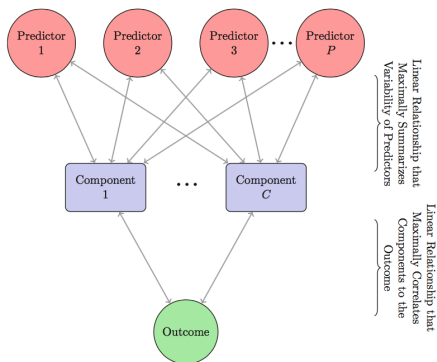 Predictor
1
Predictor
2
Predictor
3
...
Predictor
P
Linear Relationship that
Maximally Summarizes
Variability of Predictors
Component
1
...
Component
C
Linear Relationship that
Maximally Correlates
Components to the
Outcome
Outcome